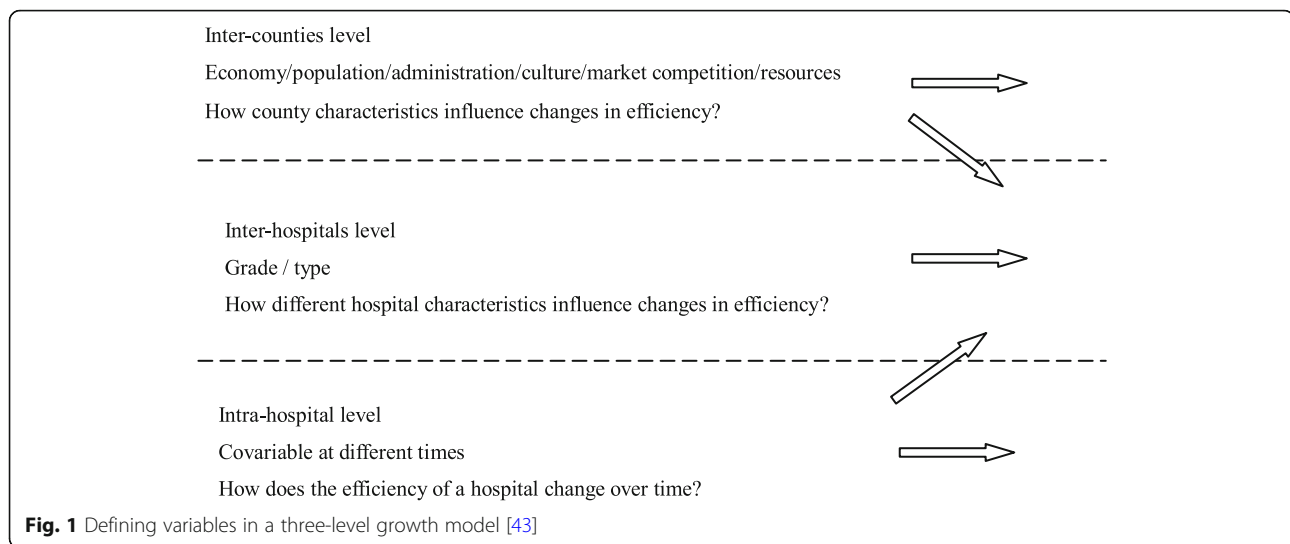 Inter-counties level
Economy/population/administration/culture/market competition/resources
How county characteristics influence changes in efficiency?
Inter-hospitals level
Grade / type
How different hospital characteristics influence changes in efficiency?
Intra-hospital level
Covariable at different times
How does the efficiency of a hospital change over time?
Fig. 1 Defining variables in a three-level growth model [43]